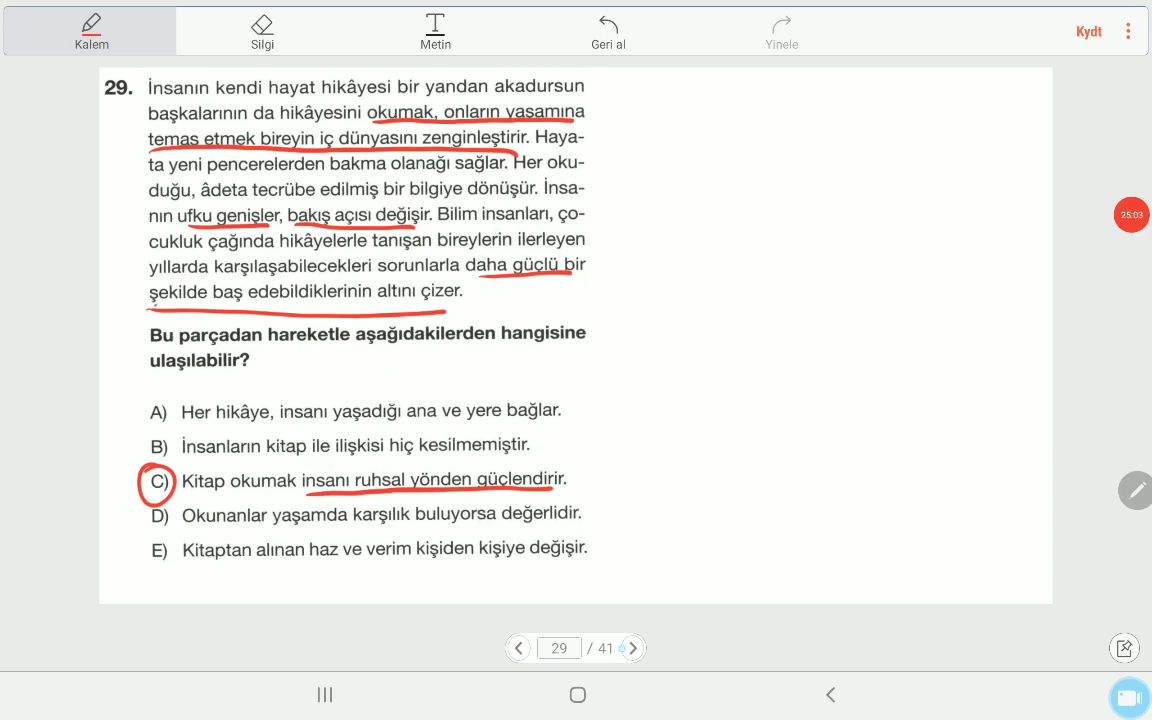 Kalem
Silgi
Metin
Geri al
Yinele
Kydt
29. İnsanın kendi hayat hikâyesi bir yandan akadursun
başkalarının da hikâyesini okumak, onların yaşamına
temas etmek bireyin iç dünyasını zenginleştirir. Haya-
ta yeni pencerelerden bakma olanağı sağlar. Her oku-
duğu, âdeta tecrübe edilmiş bir bilgiye dönüşür. İnsa-
nın ufku genişler, bakış açısı değişir. Bilim insanları, ço-
cukluk çağında hikâyelerle tanışan bireylerin ilerleyen
yıllarda karşılaşabilecekleri sorunlarla daha güçlü bir
şekilde baş edebildiklerinin altını çizer.
25:03
Bu parçadan hareketle aşağıdakilerden hangisine
ulaşılabilir?
A) Her hikâye, insanı yaşadığı ana ve yere bağlar.
B) İnsanların kitap ile ilişkisi hiç kesilmemiştir.
C) Kitap okumak insanı ruhsal yönden güçlendirir.
D) Okunanlar yaşamda karşılık buluyorsa değerlidir.
E) Kitaptan alınan haz ve verim kişiden kişiye değişir.
29 / 41